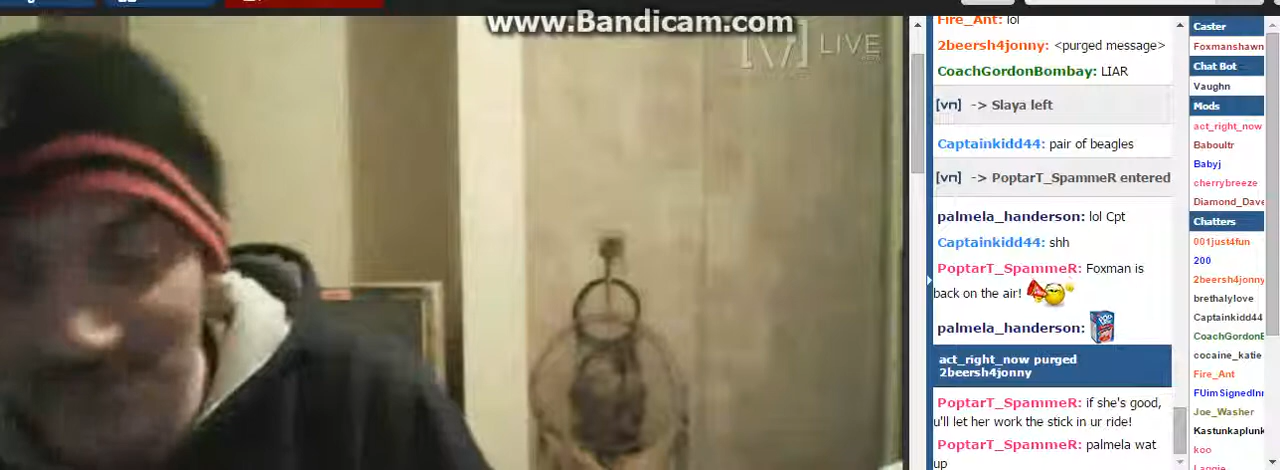 www.Bandicam.com
[V] LIVE
Fire_Ant: lol
2beersh4jonny: <purged message>
CoachGordonBombay: LIAR
[vn] -> Slaya left
Captainkidd44: pair of beagles
[vn] -> PoptarT_SpammeR entered
palmela_handerson: lol Cpt
Captainkidd44: shh
PoptarT_SpammeR: Foxman is
back on the air!
palmela_handerson:
act_right_now purged
2beersh4jonny
PoptarT_SpammeR: if she's good,
u'll let her work the stick in ur ride!
PoptarT_SpammeR: palmela wat
up
Caster
Foxmanshawn
Chat Bot
Vaughn
Mods
act_right_now
Baboultr
Babyj
cherrybreeze
Diamond_Dave
Chatters
001just4fun
200
2beersh4jonny
brethalylove
Captainkidd44
CoachGordonB
cocaine_katie
Fire_Ant
FUimSignedInn
Joe_Washer
Kastunkaplunk
koo